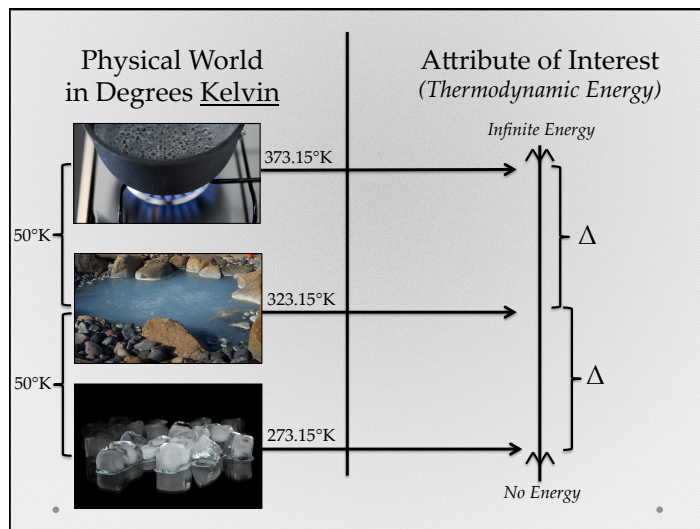 Physical World
in Degrees Kelvin
Attribute of Interest
(Thermodynamic Energy)
Infinite Energy
373.15°K
50°K
Δ
323.15°K
50°K
Δ
273.15°K
No Energy